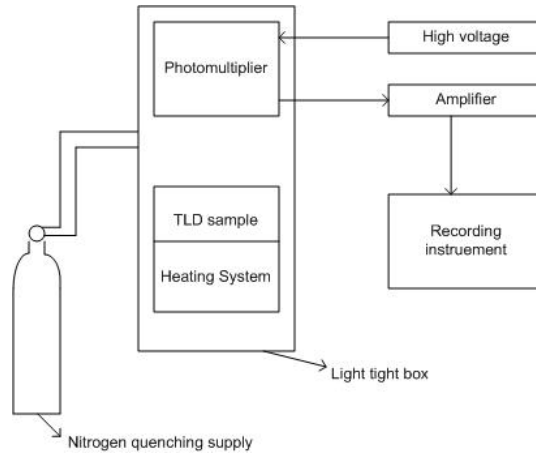 Photomultiplier
High voltage
Amplifier
TLD sample
Heating System
Recording
instruement
Light tight box
Nitrogen quenching supply